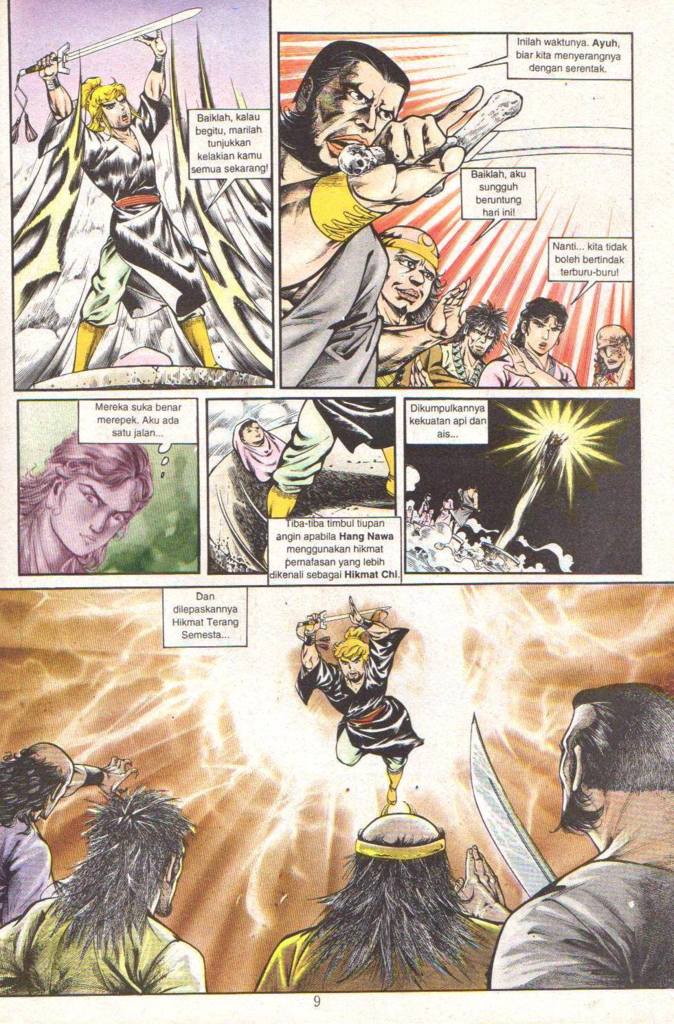 Baiklah, kalau
begitu, marilah
tunjukkan
kelakian kamu
semua sekarang!
Inilah waktunya. Ayuh,
biar kita menyerangnya
dengan serentak.
Baiklah, aku
sungguh
beruntung
hari ini!
Nanti... kita tidak
boleh bertindak
terburu-buru!
Mereka suka benar
merepek. Aku ada
satu jalan...
Tiba-tiba timbul tiupan
angin apabila Hang Nawa
menggunakan hikmat
pernafasan yang lebih
dikenali sebagai Hikmat Chi.
Dikumpulkannya
kekuatan api dan
ais...
Dan
dilepaskannya
Hikmat Terang
Semesta...
9